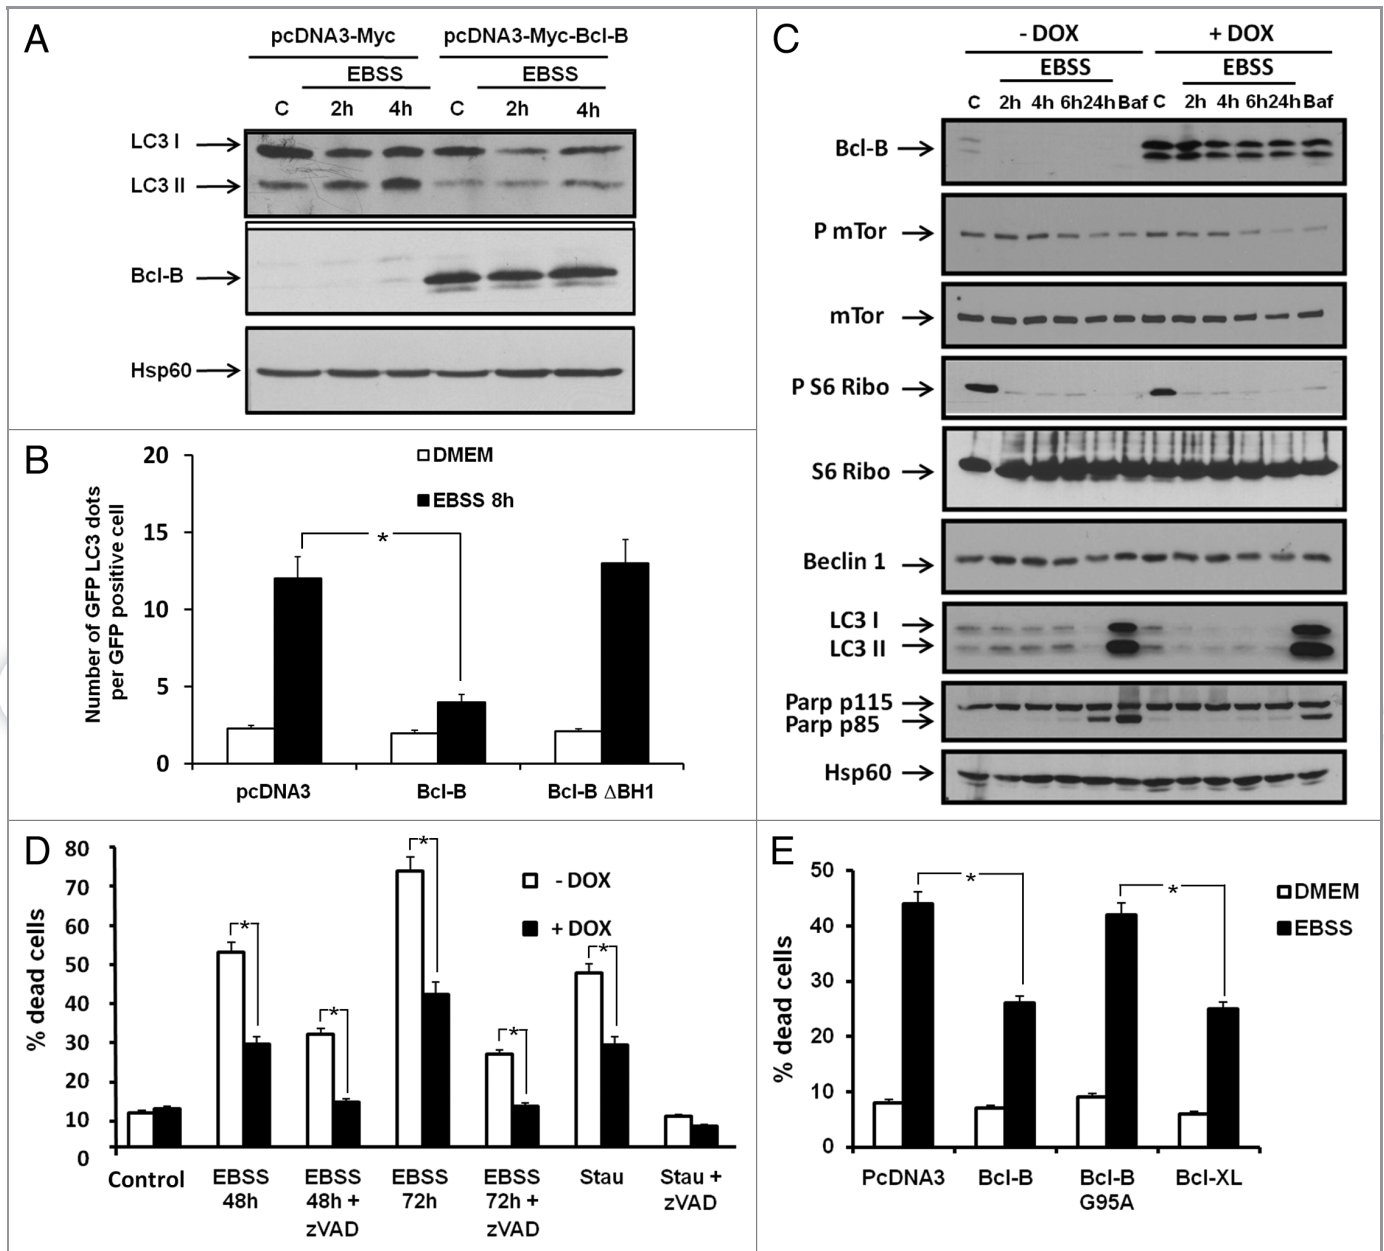 A
pcDNA3-Myc pcDNA3-Myc-Bcl-B
EBSS EBSS
C 2h 4h C 2h 4h
LC3 I
LC3 II
Bcl-B
Hsp60
B
20
15
10
5
0
Number of GFP LC3 dots
per GFP positive cell
DMEM
EBSS 8h
*
pcDNA3 Bcl-B Bcl-B ΔBH1
C
- DOX + DOX
EBSS EBSS
C 2h 4h 6h 24h Baf C 2h 4h 6h 24h Baf
Bcl-B
P mTor
mTor
P S6 Ribo
S6 Ribo
Beclin 1
LC3 I
LC3 II
Parp p115
Parp p85
Hsp60
D
80
70
60
50
40
30
20
10
0
% dead cells
- DOX
+ DOX
* * * * *
Control EBSS EBSS EBSS EBSS Stau Stau +
48h 48h + 72h 72h + zVAD
zVAD zVAD
E
50
40
30
20
10
0
% dead cells
DMEM
EBSS
* *
PcDNA3 Bcl-B Bcl-B Bcl-XL
G95A